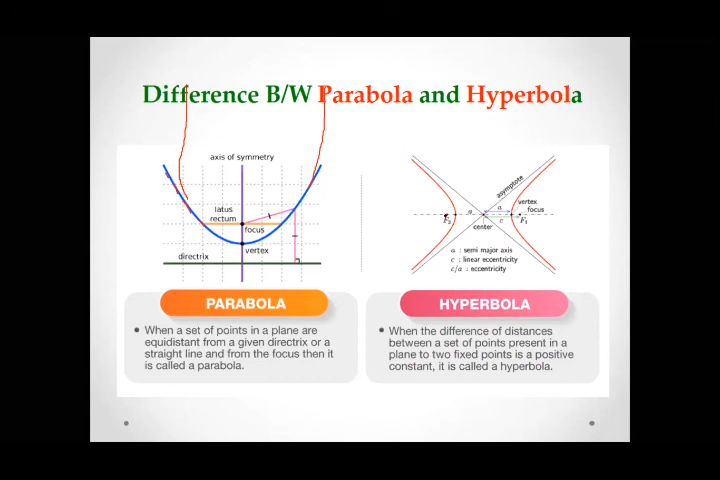 Difference B/W Parabola and Hyperbola
axis of symmetry
latus
rectum
focus
vertex
directrix
asymptote
a
a
vertex
focus
F₂
F₁
c
center
a : semi major axis
c : linear eccentricity
c/a : eccentricity
PARABOLA
• When a set of points in a plane are
equidistant from a given directrix or a
straight line and from the focus then it
is called a parabola.
HYPERBOLA
• When the difference of distances
between a set of points present in a
plane to two fixed points is a positive
constant, it is called a hyperbola.